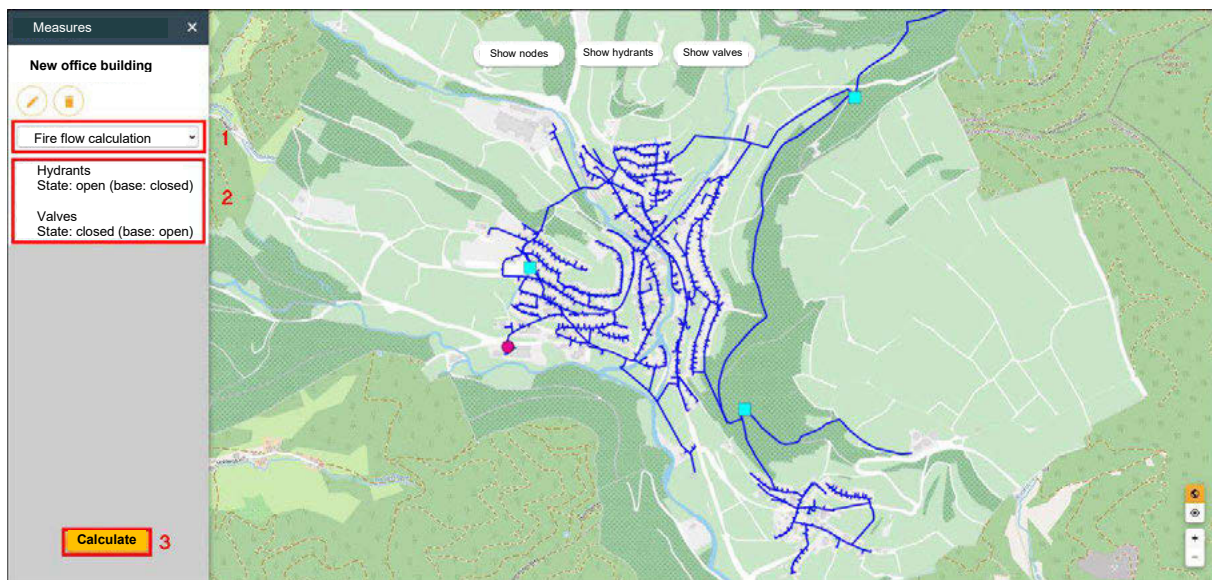 Measures ×
New office building
Fire flow calculation
1
Hydrants
State: open (base: closed)
2
Valves
State: closed (base: open)
Calculate
3
Show nodes
Show hydrants
Show valves
+
−